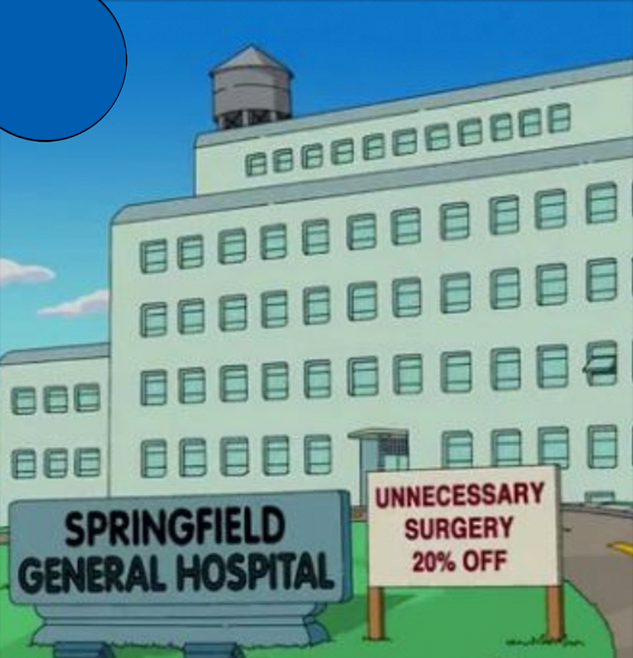 SPRINGFIELD
GENERAL HOSPITAL
UNNECESSARY
SURGERY
20% OFF